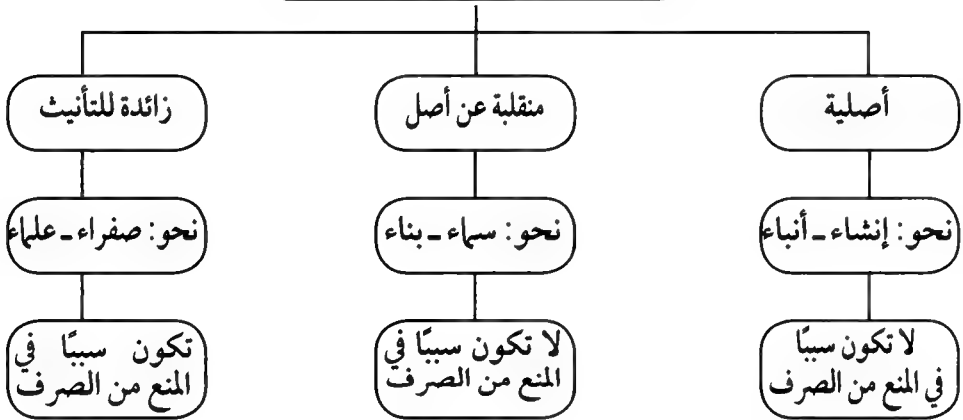 أصلية
منقلبة عن أصل
زائدة للتأنيث
نحو: إنشاء ـ أنباء
نحو: سماء ـ بناء
نحو: صفراء ـ علماء
لا تكون سببًا
في المنع من الصرف
لا تكون سببًا في
المنع من الصرف
تكون سببًا في
المنع من الصرف